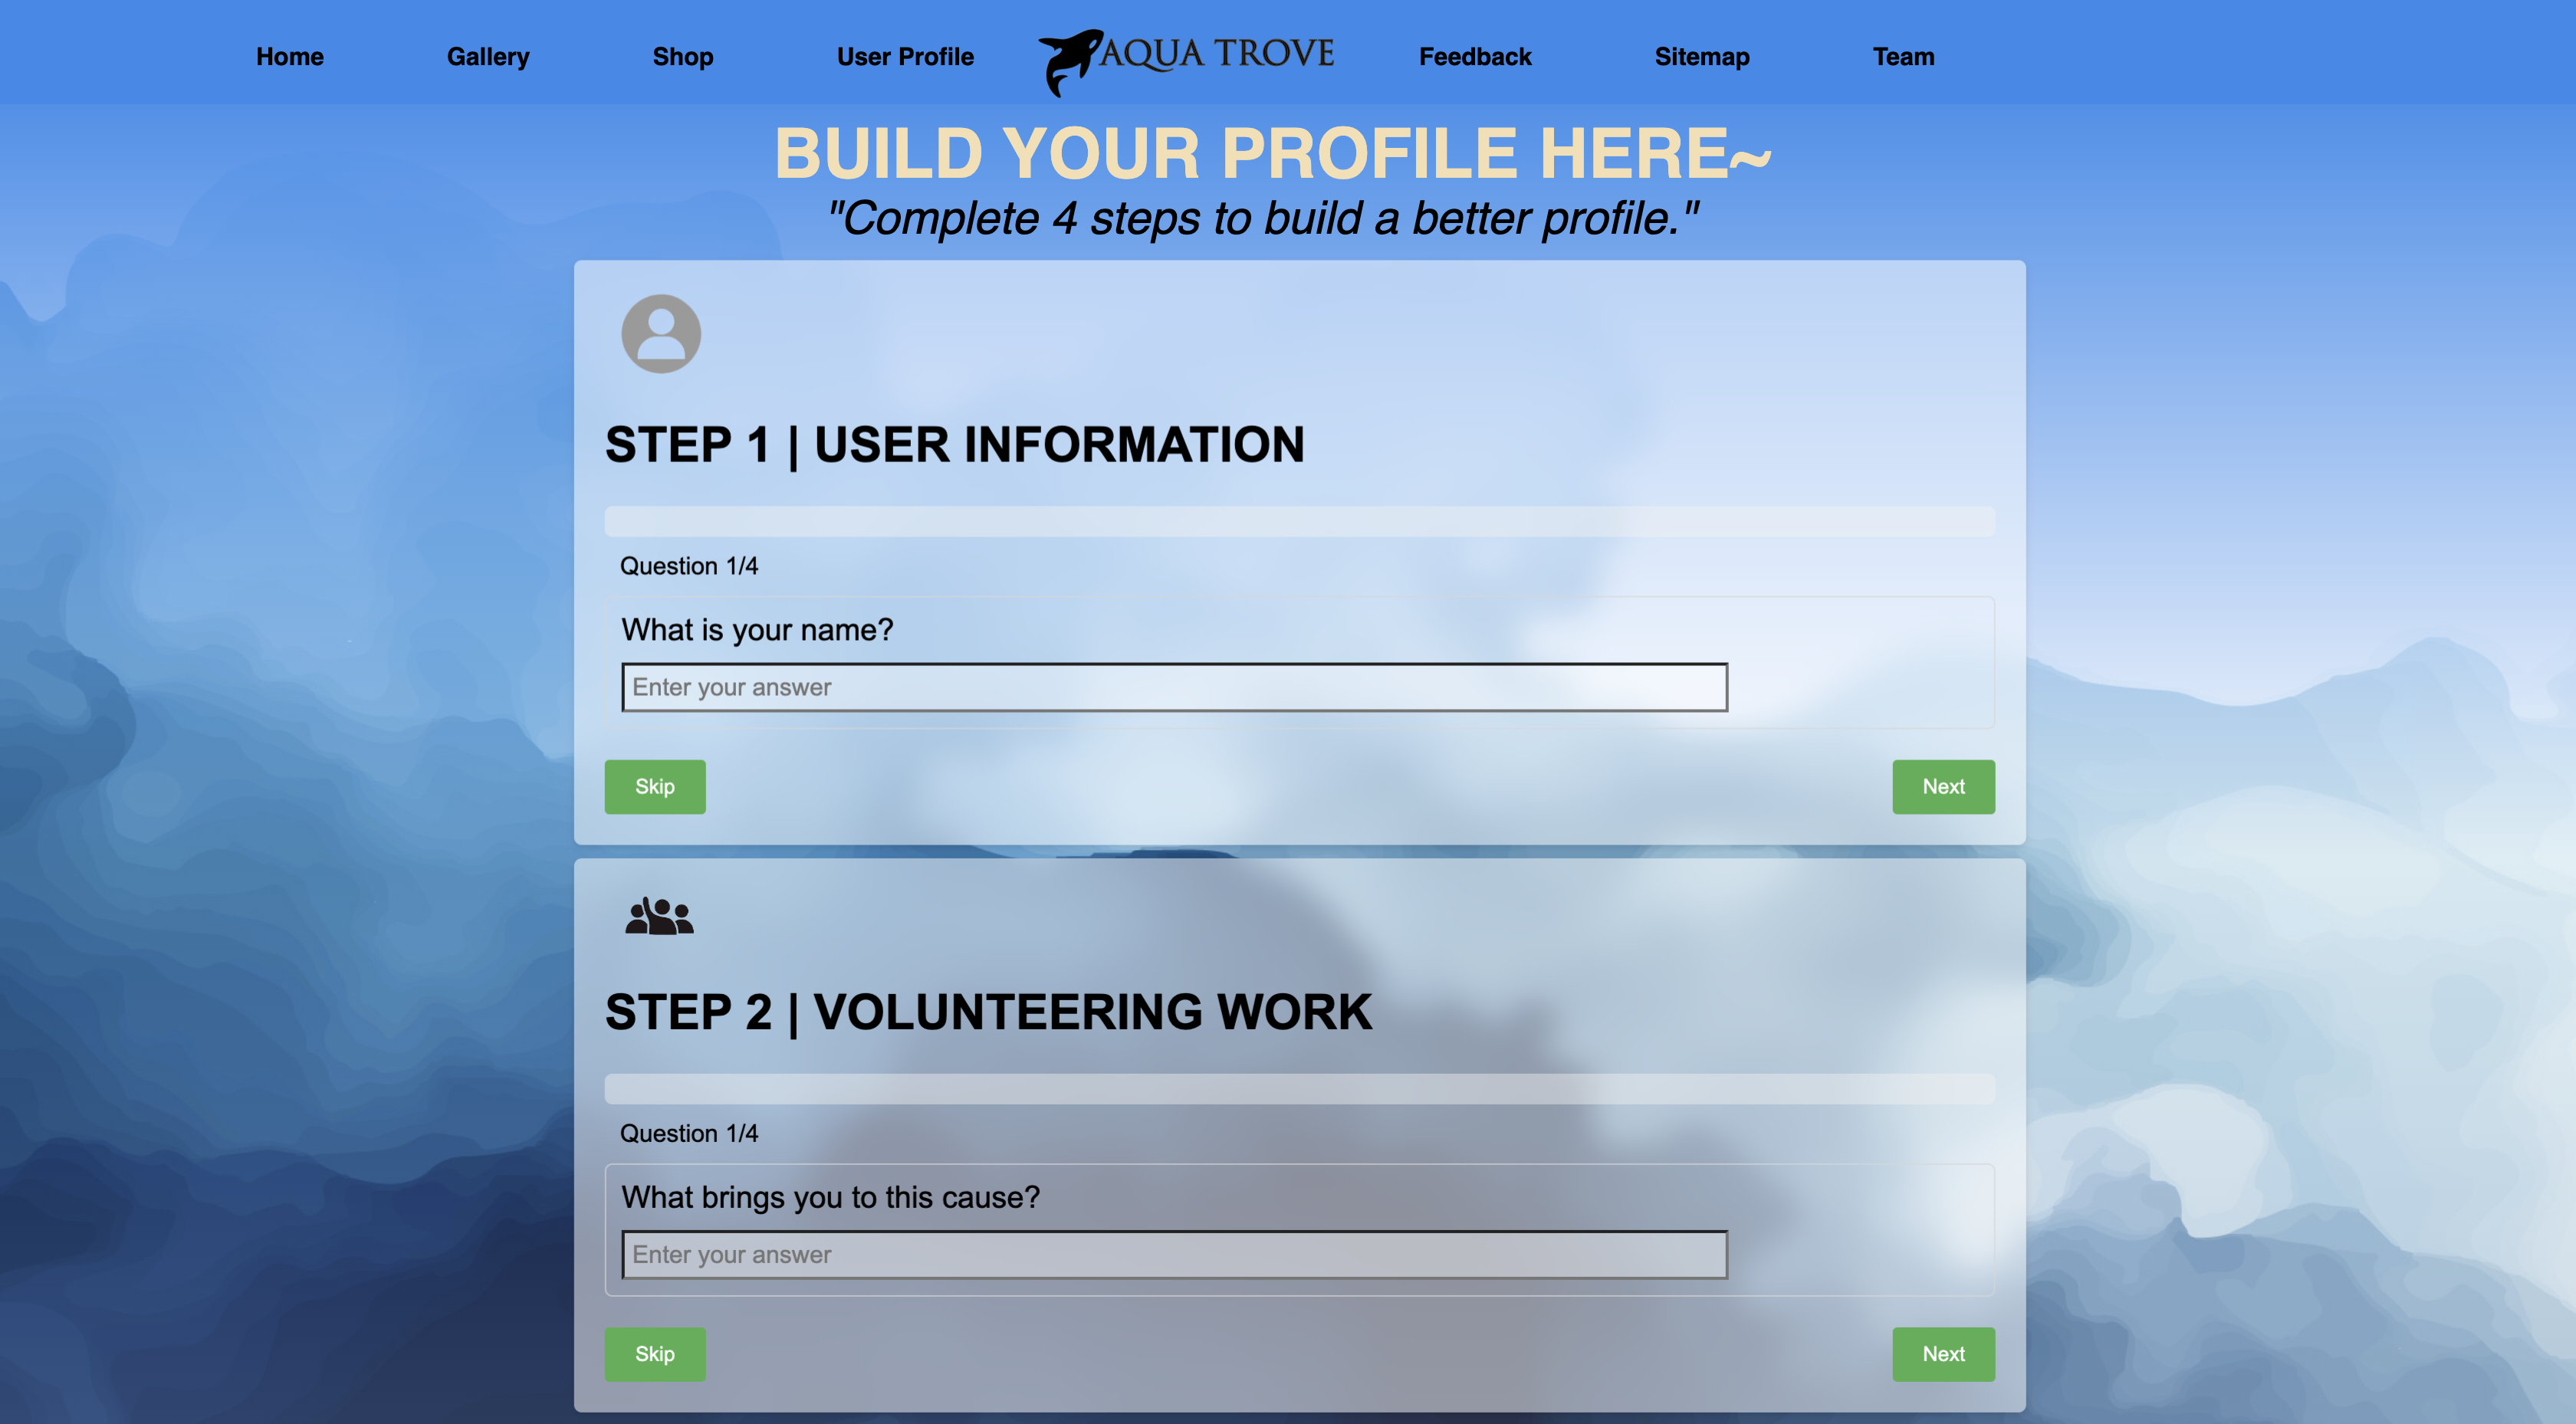 Home Gallery Shop User Profile AQUA TROVE Feedback Sitemap Team
BUILD YOUR PROFILE HERE~
"Complete 4 steps to build a better profile."
STEP 1 | USER INFORMATION
Question 1/4
What is your name?
Enter your answer
Skip Next
STEP 2 | VOLUNTEERING WORK
Question 1/4
What brings you to this cause?
Enter your answer
Skip Next